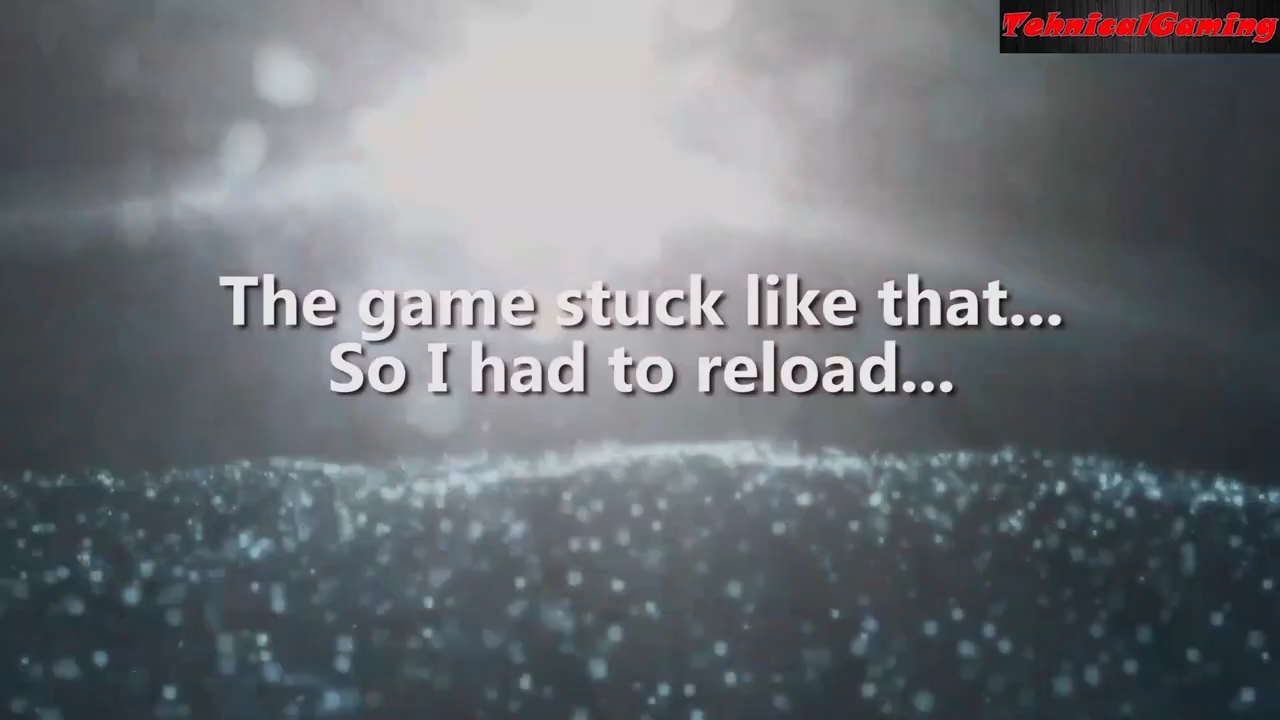 TehnicalGaming
The game stuck like that...
So I had to reload...